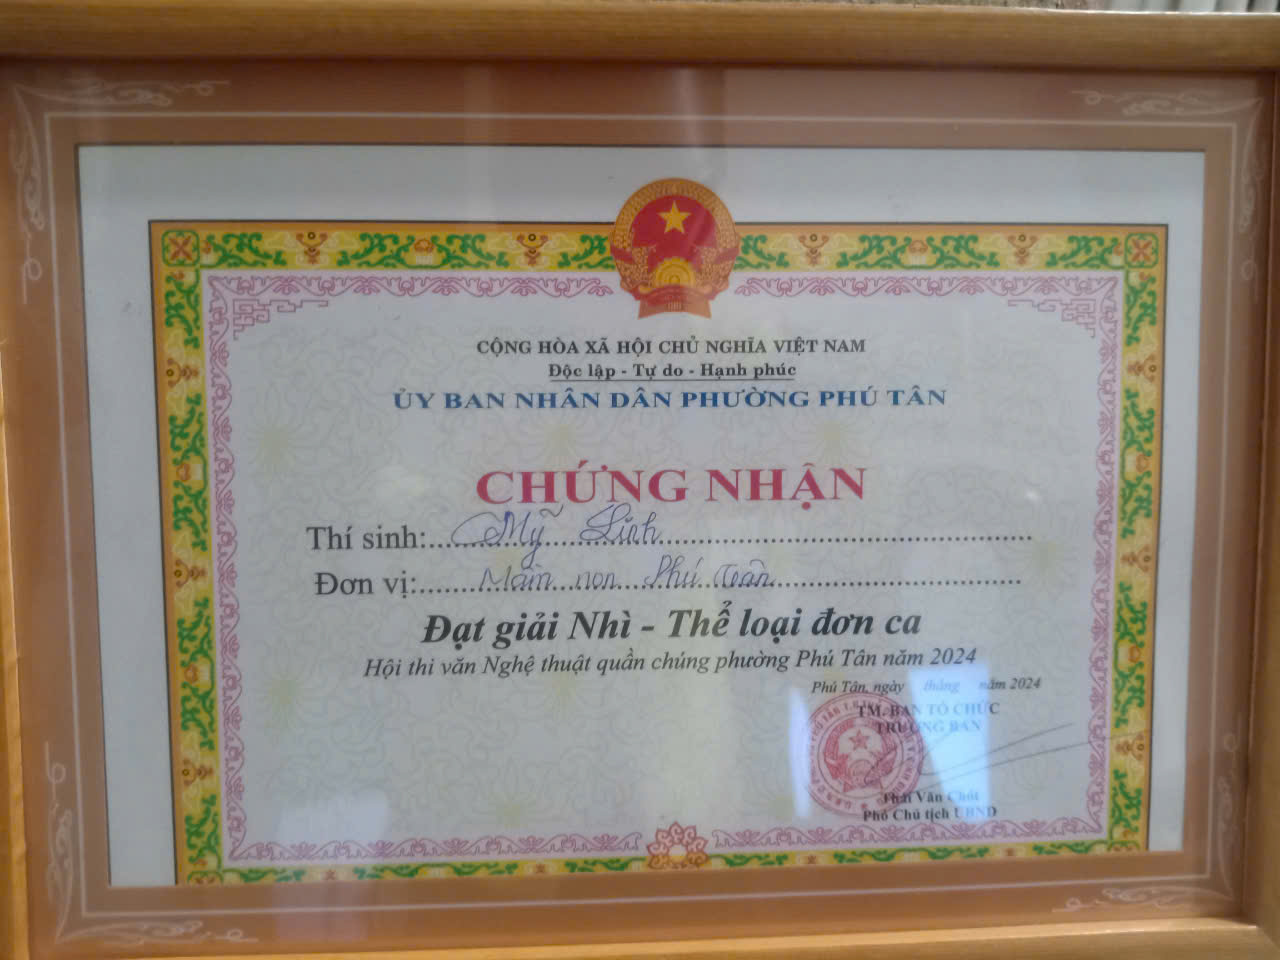 CỘNG HÒA XÃ HỘI CHỦ NGHĨA VIỆT NAM
Độc lập - Tự do - Hạnh phúc
ỦY BAN NHÂN DÂN PHƯỜNG PHÚ TÂN
CHỨNG NHẬN
Thí sinh:.....Mỹ Linh.....
Đơn vị:.....Mầm non Phú Tân.....
Đạt giải Nhì - Thể loại đơn ca
Hội thi văn Nghệ thuật quần chúng phường Phú Tân năm 2024
Phú Tân, ngày tháng năm 2024
TM. BAN TỔ CHỨC
TRƯỞNG BAN
Thái Văn Chót
Phó Chủ tịch UBND